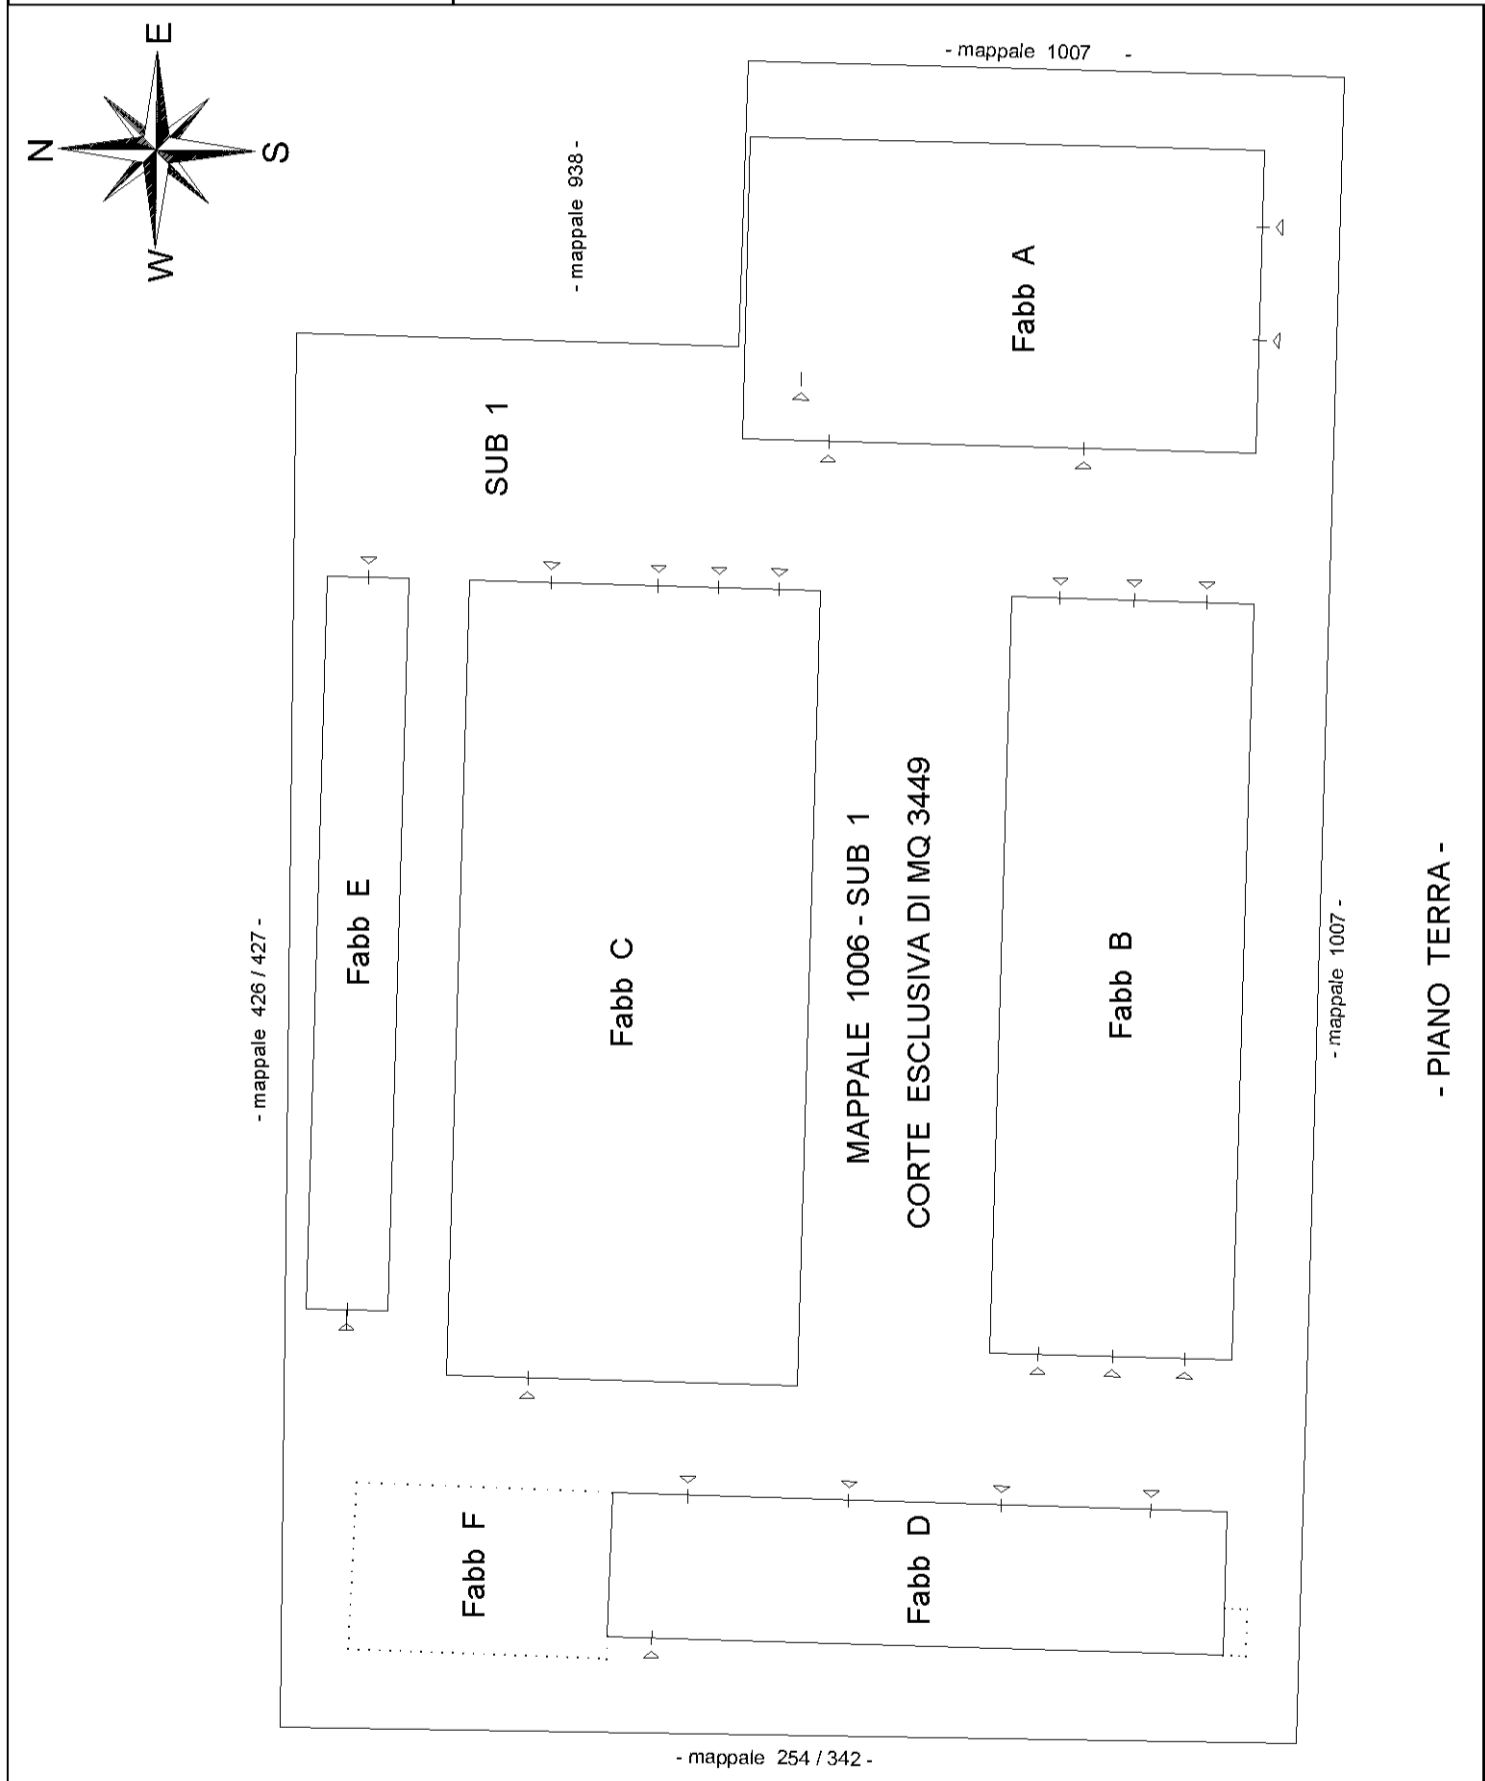 E
N
S
W
- mappale 1007 -
- mappale 938 -
Fabb A
SUB 1
Fabb E
- mappale 426 / 427 -
Fabb C
MAPPALE 1006 - SUB 1
CORTE ESCLUSIVA DI MQ 3449
Fabb B
- mappale 1007 -
- PIANO TERRA -
Fabb F
Fabb D
- mappale 254 / 342 -